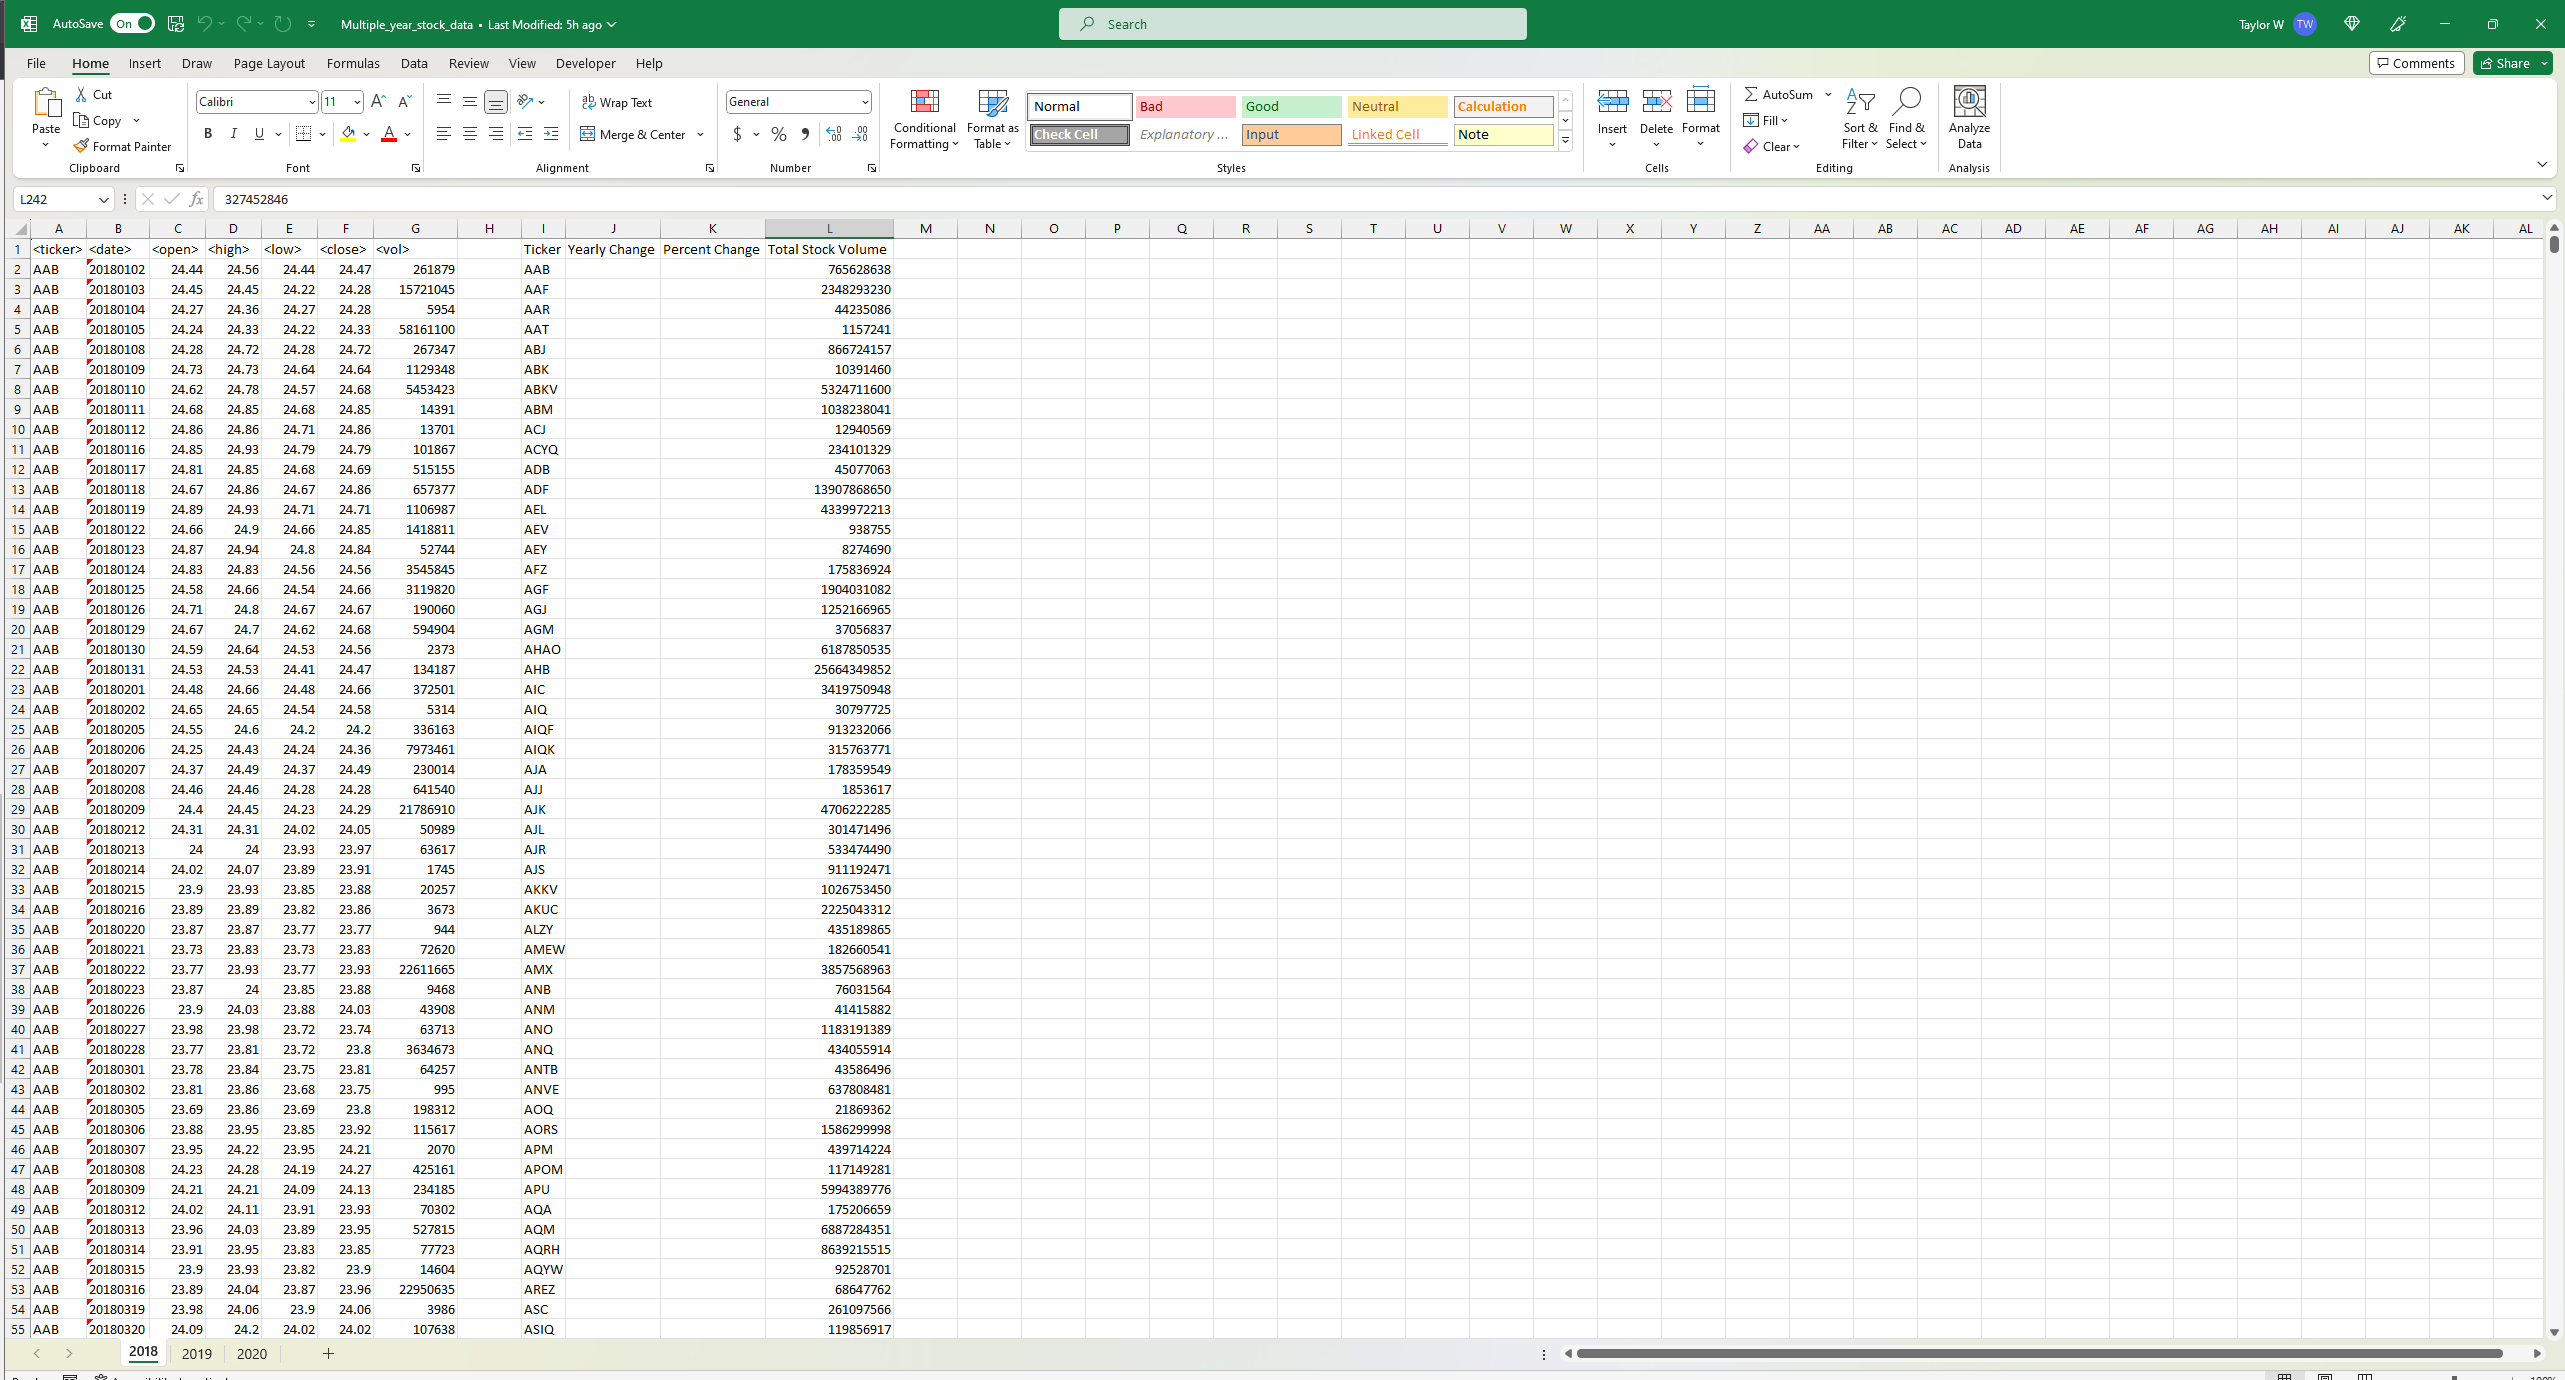 AutoSave On Multiple_year_stock_data • Last Modified: 5h ago Search Taylor W TW
File Home Insert Draw Page Layout Formulas Data Review View Developer Help Comments Share
Paste Cut Copy Format Painter Clipboard
Calibri 11 A A B I U A Font
ab Wrap Text Merge & Center Alignment
General $ % Number
Conditional Formatting Format as Table
Normal Bad Good Neutral Calculation
Check Cell Explanatory ... Input Linked Cell Note
Styles
Insert Delete Format Cells
AutoSum Fill Clear Sort & Filter Find & Select Editing
Analyze Data Analysis
L242 fx 327452846
A B C D E F G H I J K L M N O P Q R S T U V W X Y Z AA AB AC AD AE AF AG AH AI AJ AK AL
1 <ticker> <date> <open> <high> <low> <close> <vol> Ticker Yearly Change Percent Change Total Stock Volume
2 AAB 20180102 24.44 24.56 24.44 24.47 261879 AAB 765628638
3 AAB 20180103 24.45 24.45 24.22 24.28 15721045 AAF 2348293230
4 AAB 20180104 24.27 24.36 24.27 24.28 5954 AAR 44235086
5 AAB 20180105 24.24 24.33 24.22 24.33 58161100 AAT 1157241
6 AAB 20180108 24.28 24.72 24.28 24.72 267347 ABJ 866724157
7 AAB 20180109 24.73 24.73 24.64 24.64 1129348 ABK 10391460
8 AAB 20180110 24.62 24.78 24.57 24.68 5453423 ABKV 5324711600
9 AAB 20180111 24.68 24.85 24.68 24.85 14391 ABM 1038238041
10 AAB 20180112 24.86 24.86 24.71 24.86 13701 ACJ 12940569
11 AAB 20180116 24.85 24.93 24.79 24.79 101867 ACYQ 234101329
12 AAB 20180117 24.81 24.85 24.68 24.69 515155 ADB 45077063
13 AAB 20180118 24.67 24.86 24.67 24.86 657377 ADF 13907868650
14 AAB 20180119 24.89 24.93 24.71 24.71 1106987 AEL 4339972213
15 AAB 20180122 24.66 24.9 24.66 24.85 1418811 AEV 938755
16 AAB 20180123 24.87 24.94 24.8 24.84 52744 AEY 8274690
17 AAB 20180124 24.83 24.83 24.56 24.56 3545845 AFZ 175836924
18 AAB 20180125 24.58 24.66 24.54 24.66 3119820 AGF 1904031082
19 AAB 20180126 24.71 24.8 24.67 24.67 190060 AGJ 1252166965
20 AAB 20180129 24.67 24.7 24.62 24.68 594904 AGM 37056837
21 AAB 20180130 24.59 24.64 24.53 24.56 2373 AHAO 6187850535
22 AAB 20180131 24.53 24.53 24.41 24.47 134187 AHB 25664349852
23 AAB 20180201 24.48 24.66 24.48 24.66 372501 AIC 3419750948
24 AAB 20180202 24.65 24.65 24.54 24.58 5314 AIQ 30797725
25 AAB 20180205 24.55 24.6 24.2 24.2 336163 AIQF 913232066
26 AAB 20180206 24.25 24.43 24.24 24.36 7973461 AIQK 315763771
27 AAB 20180207 24.37 24.49 24.37 24.49 230014 AJA 178359549
28 AAB 20180208 24.46 24.46 24.28 24.28 641540 AJJ 1853617
29 AAB 20180209 24.4 24.45 24.23 24.29 21786910 AJK 4706222285
30 AAB 20180212 24.31 24.31 24.02 24.05 50989 AJL 301471496
31 AAB 20180213 24 24 23.93 23.97 63617 AJR 533474490
32 AAB 20180214 24.02 24.07 23.89 23.91 1745 AJS 911192471
33 AAB 20180215 23.9 23.93 23.85 23.88 20257 AKKV 1026753450
34 AAB 20180216 23.89 23.89 23.82 23.86 3673 AKUC 2225043312
35 AAB 20180220 23.87 23.87 23.77 23.77 944 ALZY 435189865
36 AAB 20180221 23.73 23.83 23.73 23.83 72620 AMEW 182660541
37 AAB 20180222 23.77 23.93 23.77 23.93 22611665 AMX 3857568963
38 AAB 20180223 23.87 24 23.85 23.88 9468 ANB 76031564
39 AAB 20180226 23.9 24.03 23.88 24.03 43908 ANM 41415882
40 AAB 20180227 23.98 23.98 23.72 23.74 63713 ANO 1183191389
41 AAB 20180228 23.77 23.81 23.72 23.8 3634673 ANQ 434055914
42 AAB 20180301 23.78 23.84 23.75 23.81 64257 ANTB 43586496
43 AAB 20180302 23.81 23.86 23.68 23.75 995 ANVE 637808481
44 AAB 20180305 23.69 23.86 23.69 23.8 198312 AOQ 21869362
45 AAB 20180306 23.88 23.95 23.85 23.92 115617 AORS 1586299998
46 AAB 20180307 23.95 24.22 23.95 24.21 2070 APM 439714224
47 AAB 20180308 24.23 24.28 24.19 24.27 425161 APOM 117149281
48 AAB 20180309 24.21 24.21 24.09 24.13 234185 APU 5994389776
49 AAB 20180312 24.02 24.11 23.91 23.93 70302 AQA 175206659
50 AAB 20180313 23.96 24.03 23.89 23.95 527815 AQM 6887284351
51 AAB 20180314 23.91 23.95 23.83 23.85 77723 AQRH 8639215515
52 AAB 20180315 23.9 23.93 23.82 23.9 14604 AQYW 92528701
53 AAB 20180316 23.89 24.04 23.87 23.96 22950635 AREZ 68647762
54 AAB 20180319 23.98 24.06 23.9 24.06 3986 ASC 261097566
55 AAB 20180320 24.09 24.2 24.02 24.02 107638 ASIQ 119856917
2018 2019 2020 +